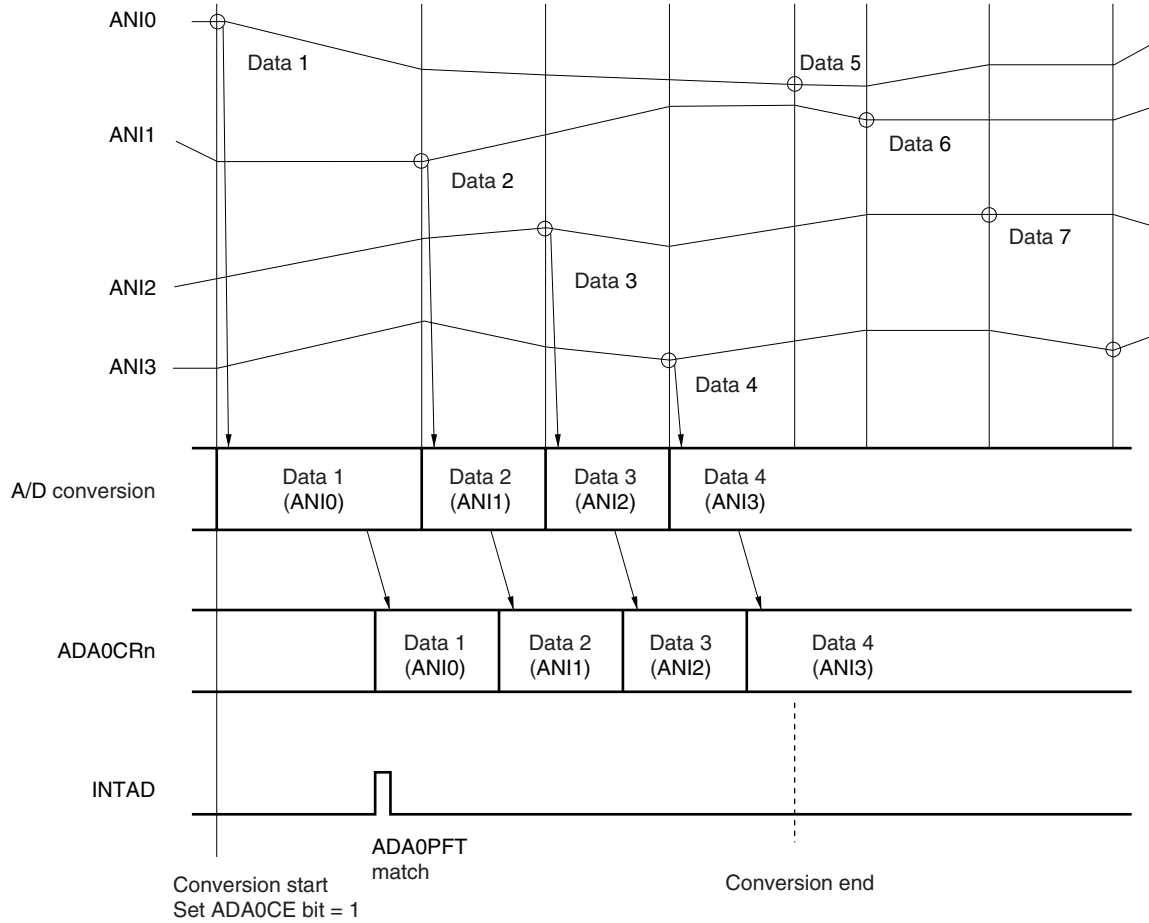 ANI0
Data 1
Data 5
ANI1
Data 6
Data 2
Data 7
Data 3
ANI2
ANI3
Data 4
A/D conversion
Data 1
(ANI0)
Data 2
(ANI1)
Data 3
(ANI2)
Data 4
(ANI3)
ADA0CRn
Data 1
(ANI0)
Data 2
(ANI1)
Data 3
(ANI2)
Data 4
(ANI3)
INTAD
ADA0PFT
match
Conversion start
Set ADA0CE bit = 1
Conversion end